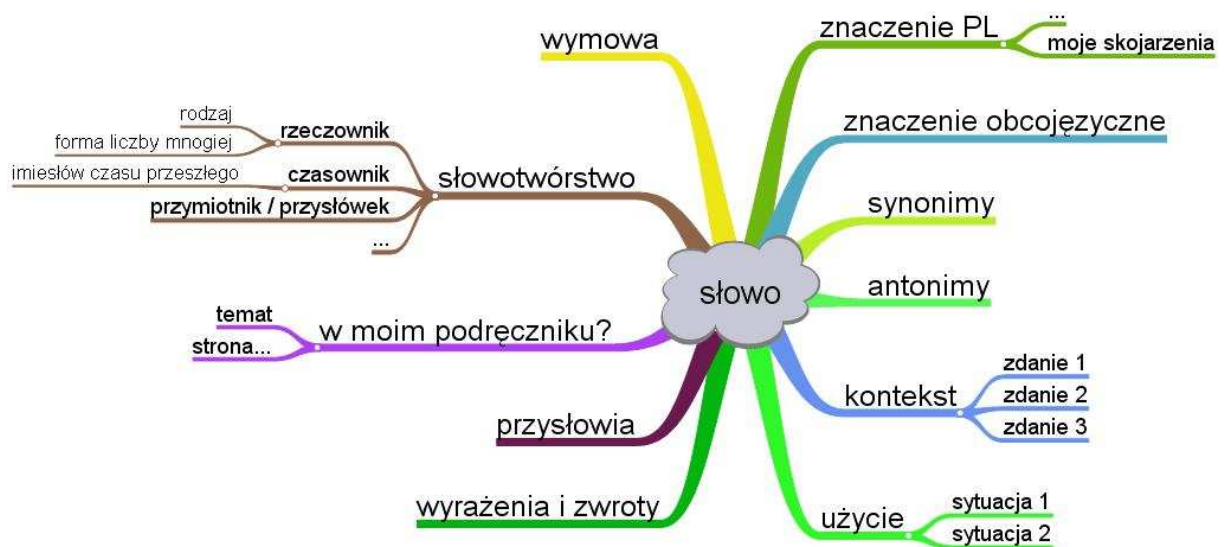 słowo
wymowa
znaczenie PL
...
moje skojarzenia
znaczenie obcojęzyczne
synonimy
antonimy
kontekst
zdanie 1
zdanie 2
zdanie 3
użycie
sytuacja 1
sytuacja 2
słowotwórstwo
rzeczownik
rodzaj
forma liczby mnogiej
czasownik
imiesłów czasu przeszłego
przymiotnik / przysłówek
...
w moim podręczniku?
temat
strona...
przysłowia
wyrażenia i zwroty